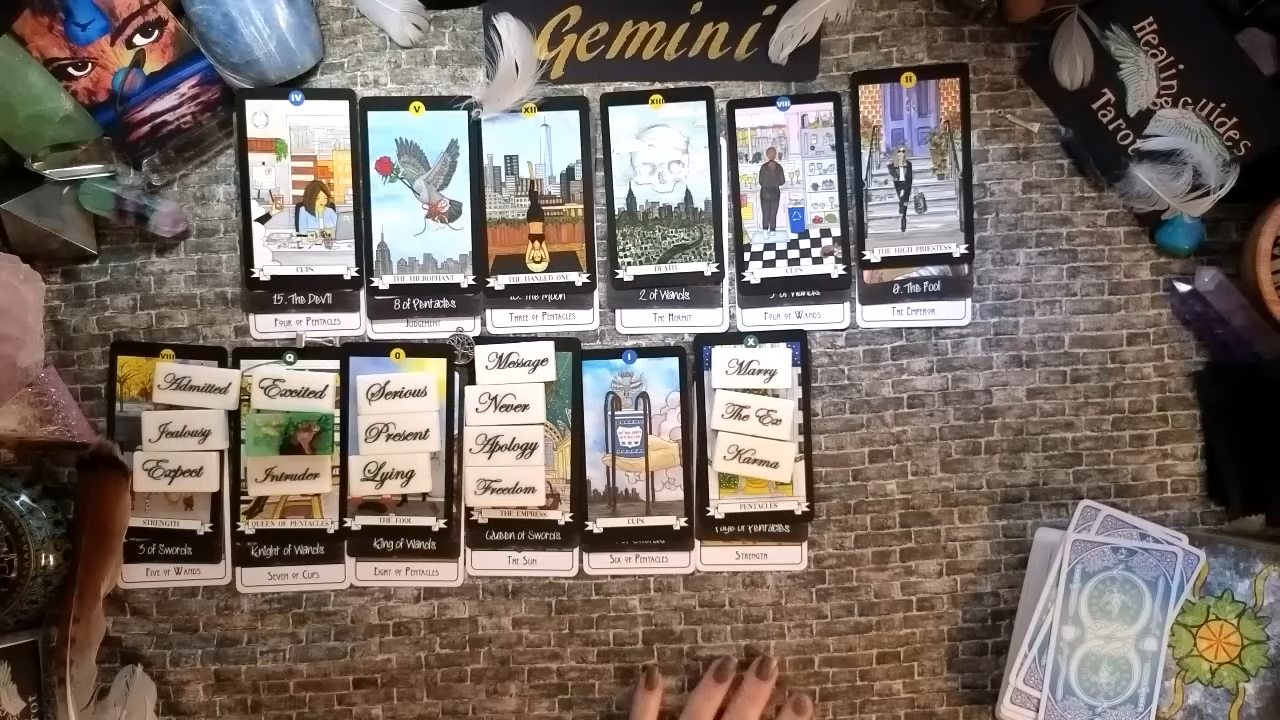 Gemini
Healing guides
Tarot
IV
CUPS
15. The Devil
FOUR OF PENTACLES
V
THE HIEROPHANT
8 of Pentacles
JUDGEMENT
XII
THE HANGED ONE
18. The Moon
THREE OF PENTACLES
XIII
DEATH
2 of Wands
THE HERMIT
VIII
CUPS
FOUR OF WANDS
II
THE HIGH PRIESTESS
0. The Fool
THE EMPEROR
VIII
Admitted
Jealousy
Expect
STRENGTH
3 of Swords
FIVE OF WANDS
Q
Excited
Intruder
QUEEN OF PENTACLES
Knight of Wands
SEVEN OF CUPS
0
Serious
Present
Lying
THE FOOL
King of Wands
EIGHT OF PENTACLES
Message
Never
Apology
Freedom
THE EMPRESS
Queen of Swords
THE SUN
I
CUPS
SIX OF PENTACLES
X
Marry
The Ex
Karma
PENTACLES
Page of Pentacles
STRENGTH
Tarot